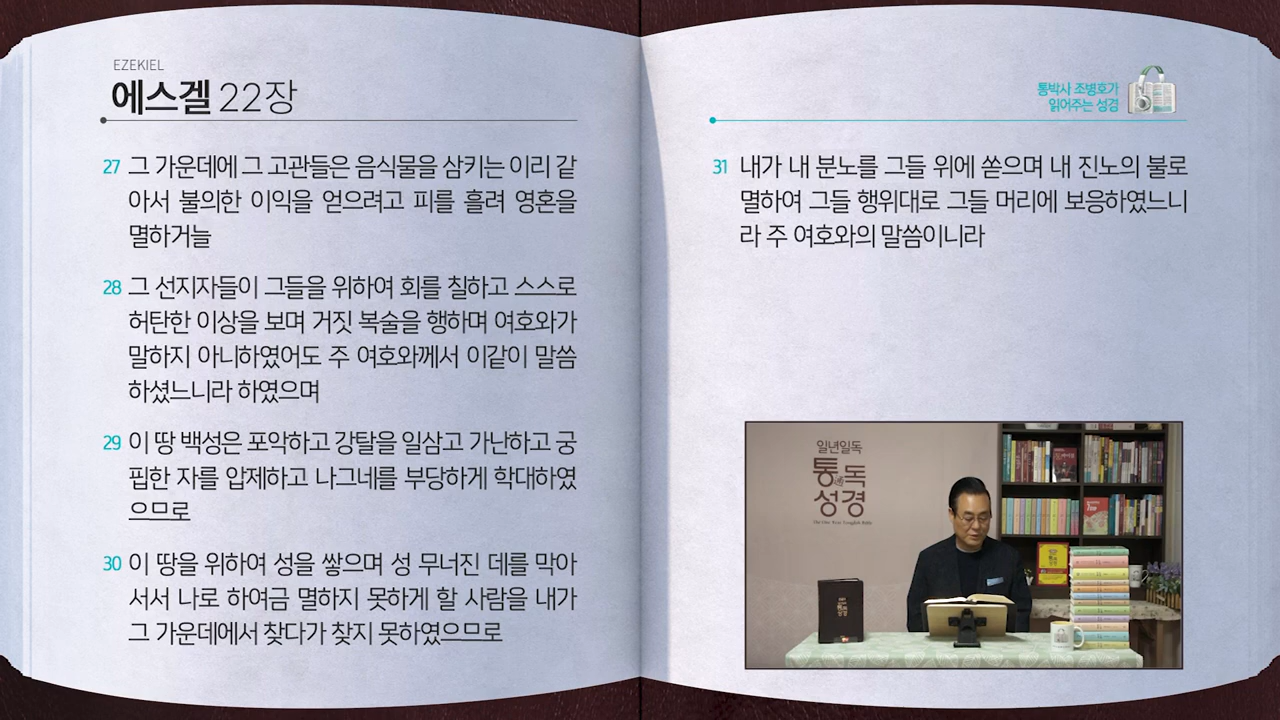 EZEKIEL
에스겔 22장
27 그 가운데에 그 고관들은 음식물을 삼키는 이리 같
아서 불의한 이익을 얻으려고 피를 흘려 영혼을
멸하거늘
28 그 선지자들이 그들을 위하여 회를 칠하고 스스로
허탄한 이상을 보며 거짓 복술을 행하며 여호와가
말하지 아니하였어도 주 여호와께서 이같이 말씀
하셨느니라 하였으며
29 이 땅 백성은 포악하고 강탈을 일삼고 가난하고 궁
핍한 자를 압제하고 나그네를 부당하게 학대하였
으므로
30 이 땅을 위하여 성을 쌓으며 성 무너진 데를 막아
서서 나로 하여금 멸하지 못하게 할 사람을 내가
그 가운데에서 찾다가 찾지 못하였으므로
통박사 조병호가
읽어주는 성경
31 내가 내 분노를 그들 위에 쏟으며 내 진노의 불로
멸하여 그들 행위대로 그들 머리에 보응하였느니
라 주 여호와의 말씀이니라
일년일독
통독
성경